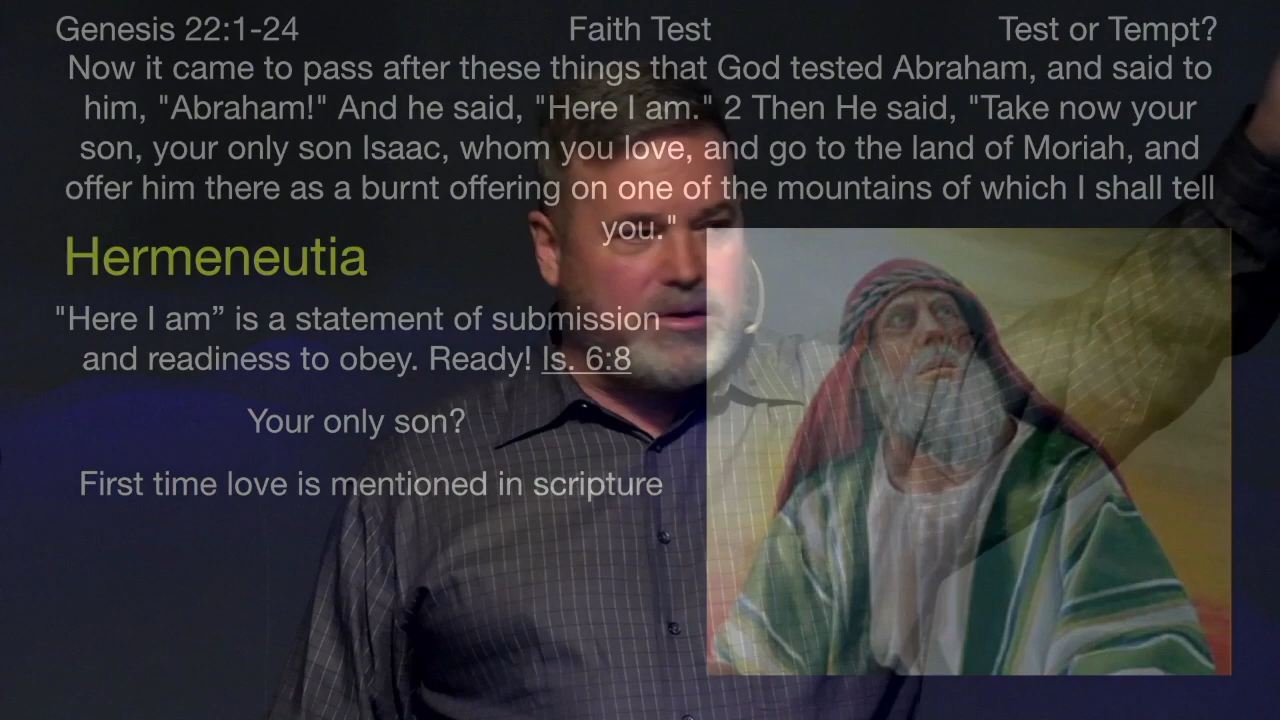 Genesis 22:1-24 Faith Test Test or Tempt?
Now it came to pass after these things that God tested Abraham, and said to
him, "Abraham!" And he said, "Here I am." 2 Then He said, "Take now your
son, your only son Isaac, whom you love, and go to the land of Moriah, and
offer him there as a burnt offering on one of the mountains of which I shall tell
you."
Hermeneutia
"Here I am” is a statement of submission
and readiness to obey. Ready! Is. 6:8
Your only son?
First time love is mentioned in scripture